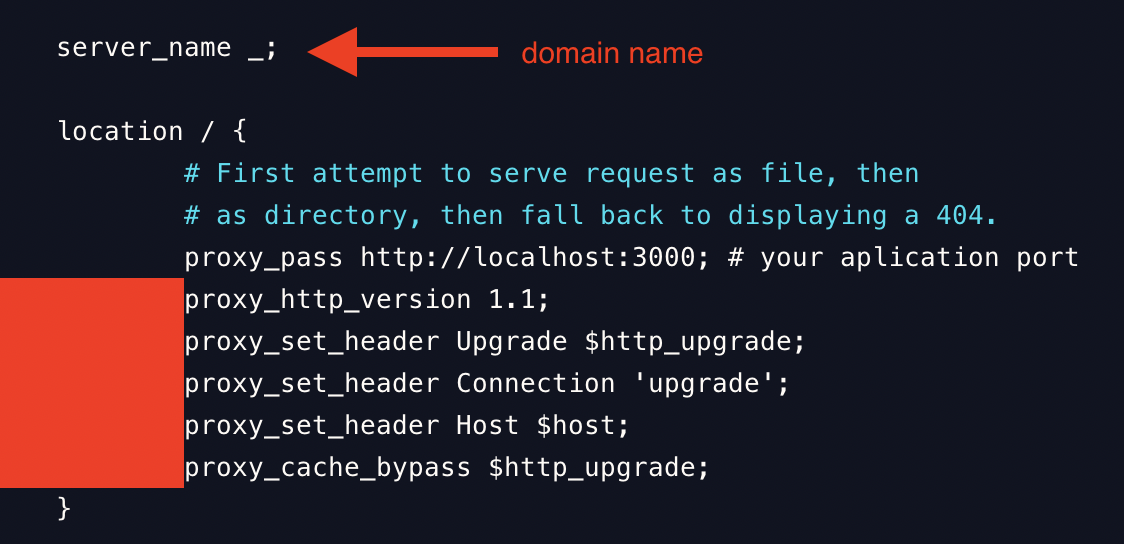 server_name _; domain name
location / {
# First attempt to serve request as file, then
# as directory, then fall back to displaying a 404.
proxy_pass http://localhost:3000; # your aplication port
proxy_http_version 1.1;
proxy_set_header Upgrade $http_upgrade;
proxy_set_header Connection 'upgrade';
proxy_set_header Host $host;
proxy_cache_bypass $http_upgrade;
}